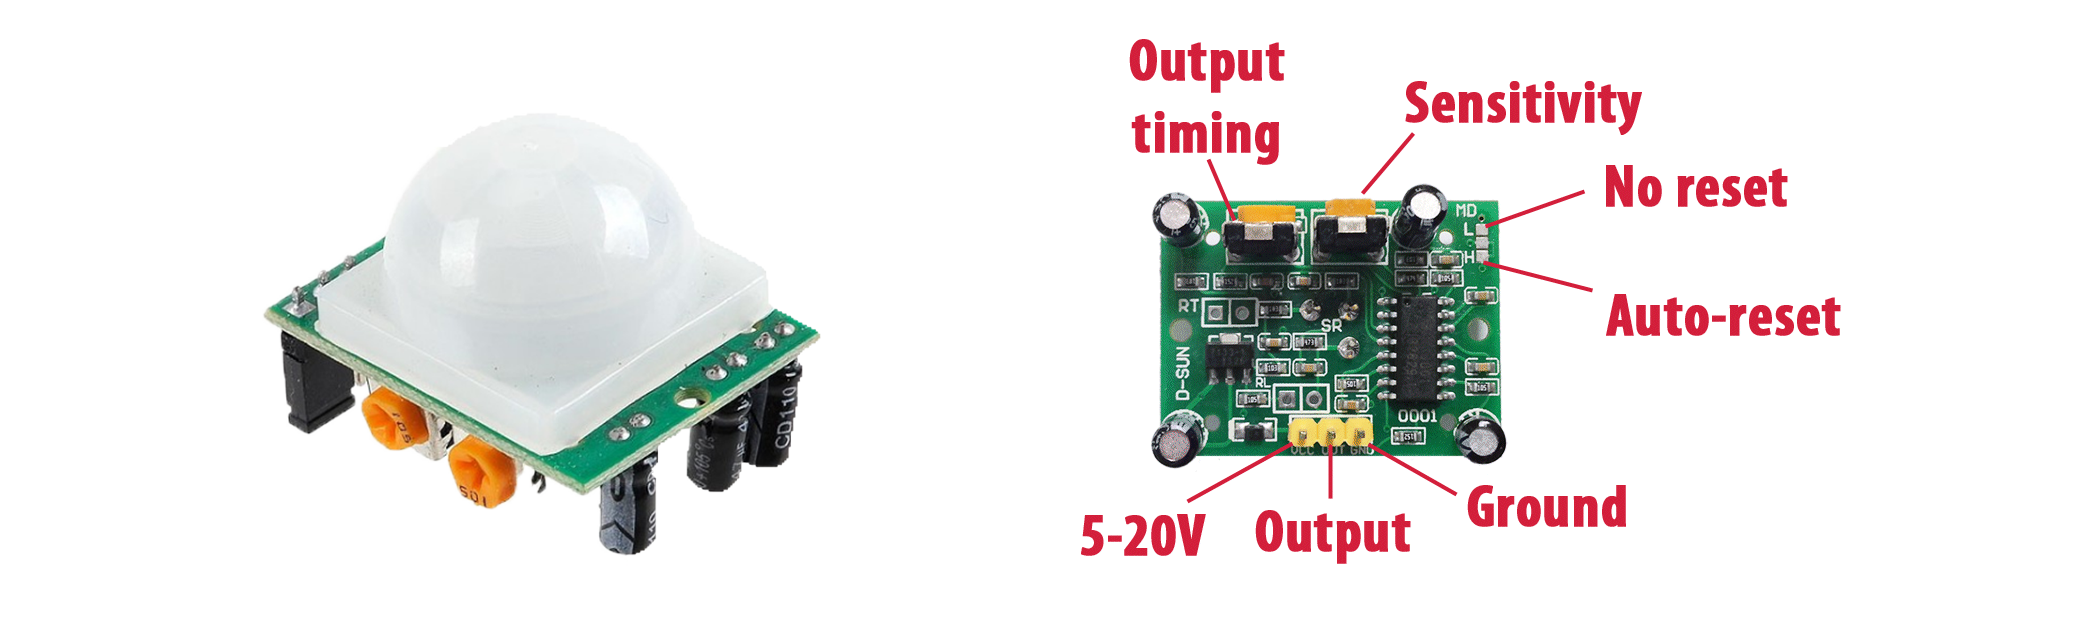 Output
timing
Sensitivity
No reset
Auto-reset
MD
L
H
RT
SR
D-SUN
RL
0001
VCC OUT GND
5-20V
Output
Ground
105
CD110